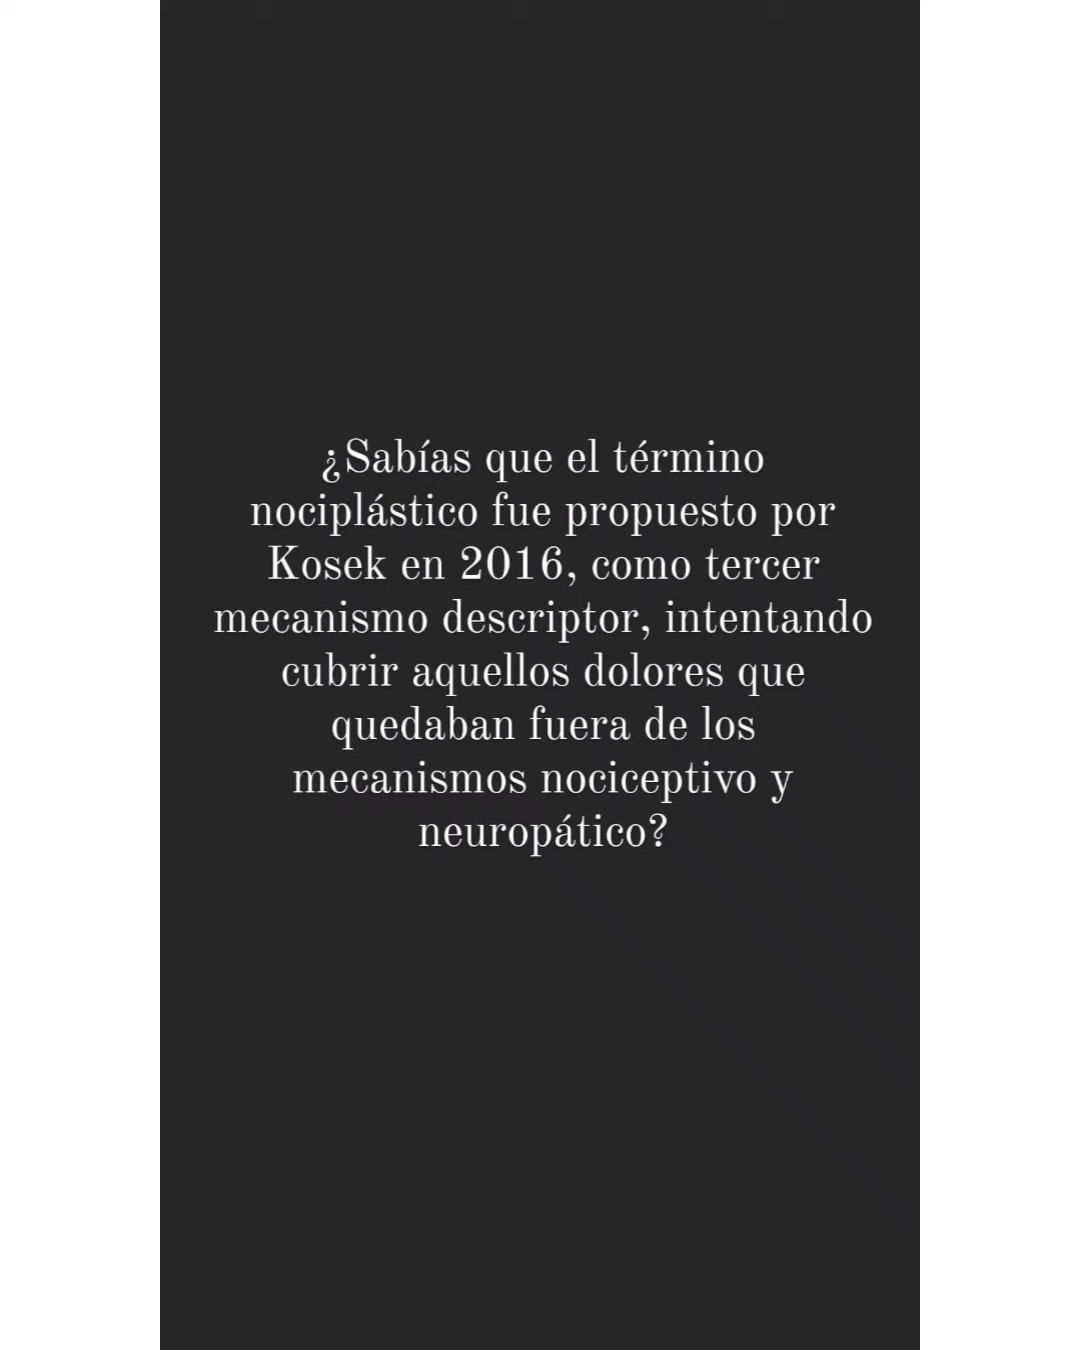 ¿Sabías que el término
nociplástico fue propuesto por
Kosek en 2016, como tercer
mecanismo descriptor, intentando
cubrir aquellos dolores que
quedaban fuera de los
mecanismos nociceptivo y
neuropático?